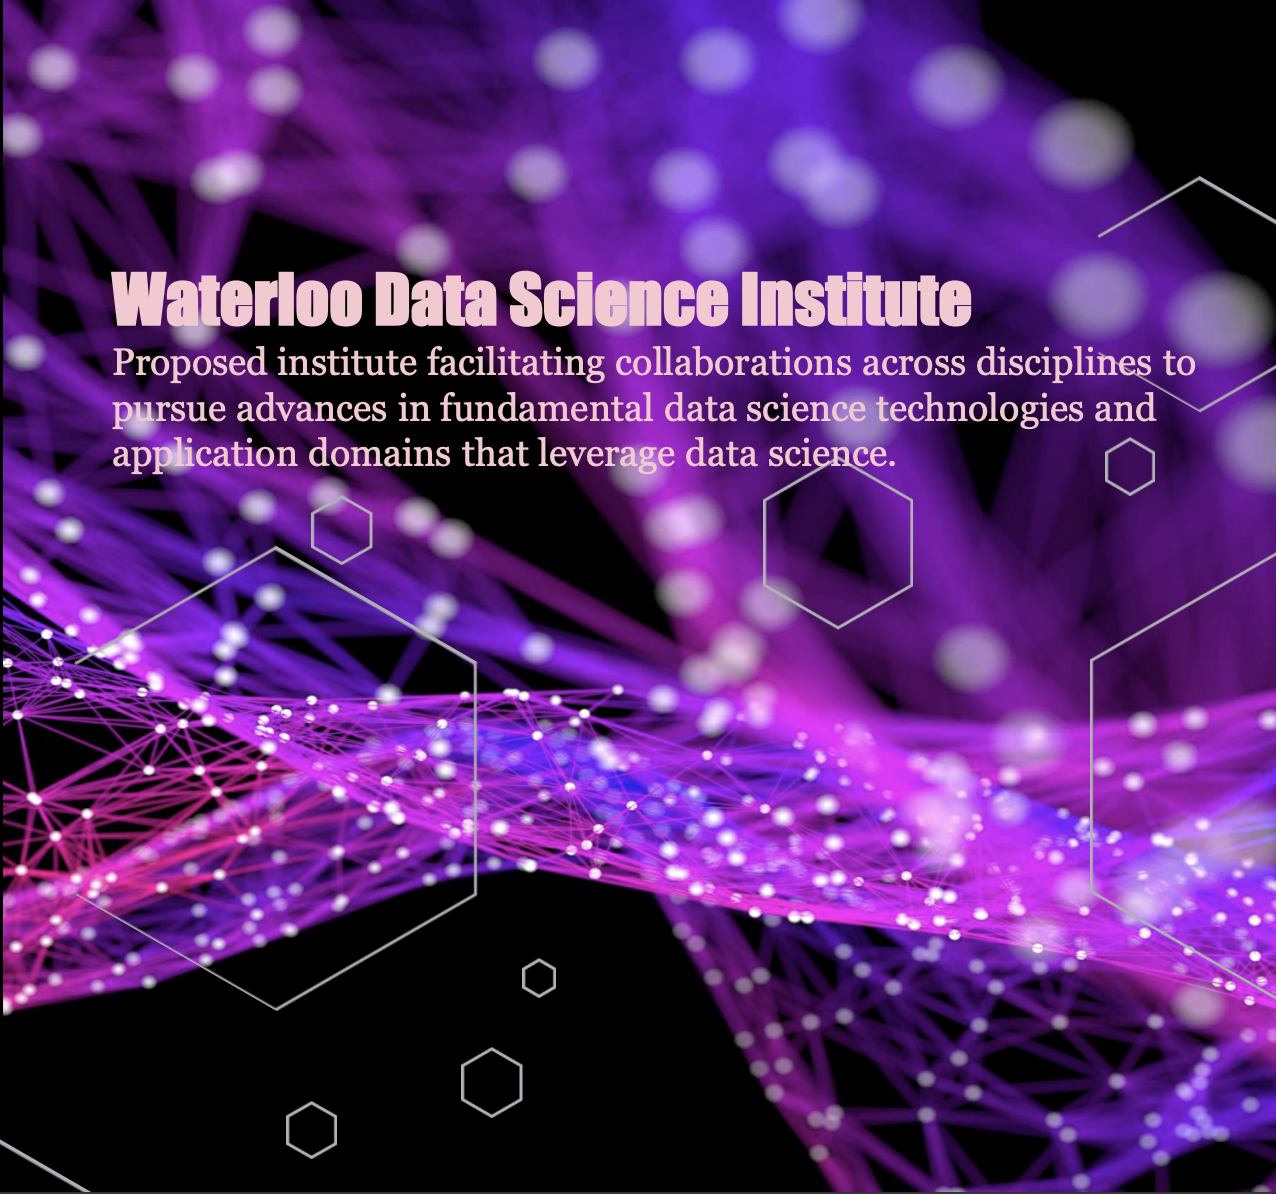 Waterloo Data Science Institute
Proposed institute facilitating collaborations across disciplines to
pursue advances in fundamental data science technologies and
application domains that leverage data science.